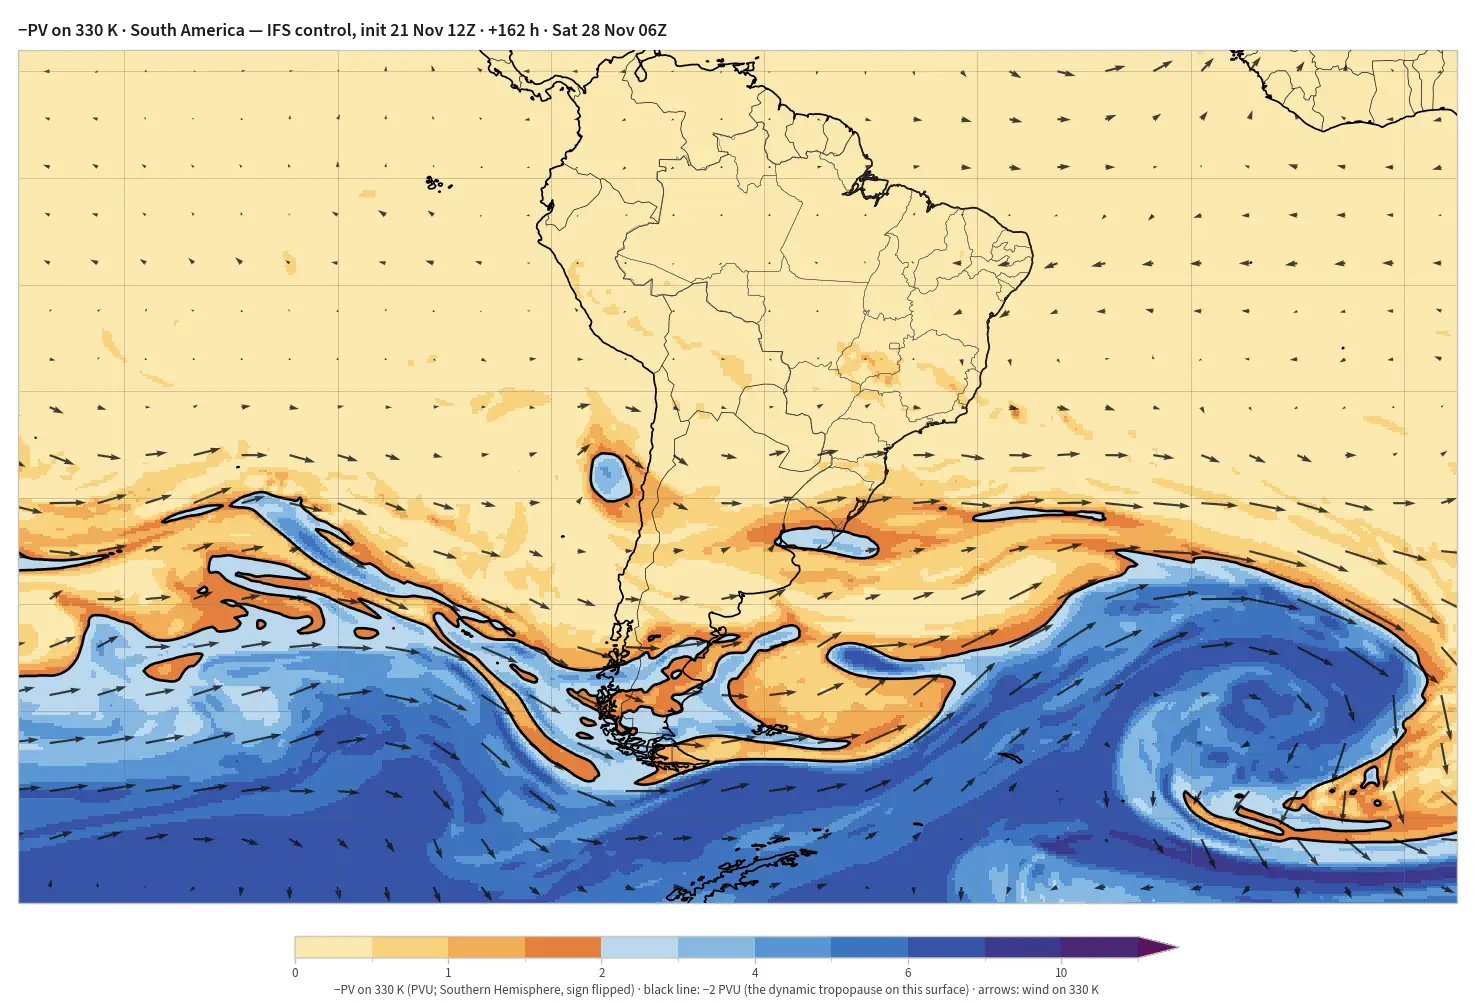 −PV on 330 K · South America — IFS control, init 21 Nov 12Z · +162 h · Sat 28 Nov 06Z
0 1 2 4 6 10
−PV on 330 K (PVU; Southern Hemisphere, sign flipped) · black line: −2 PVU (the dynamic tropopause on this surface) · arrows: wind on 330 K